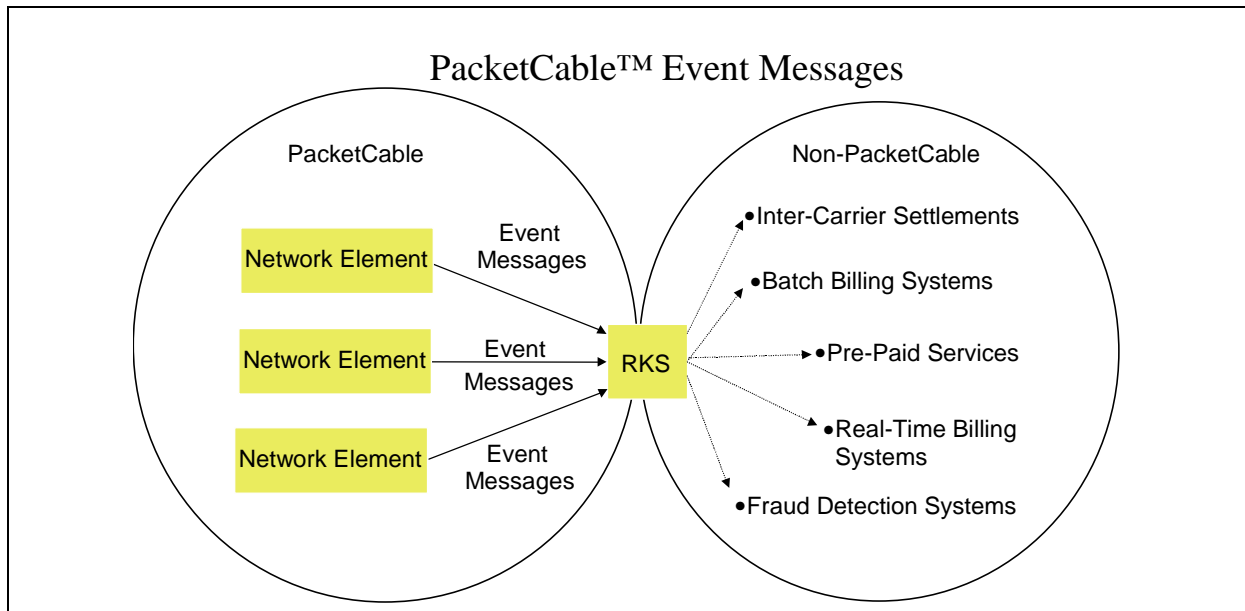 PacketCable™ Event Messages
PacketCable
Non-PacketCable
Network Element
Event
Messages
Network Element
Event
Messages
Network Element
Event
Messages
RKS
•Inter-Carrier Settlements
•Batch Billing Systems
•Pre-Paid Services
•Real-Time Billing
Systems
•Fraud Detection Systems